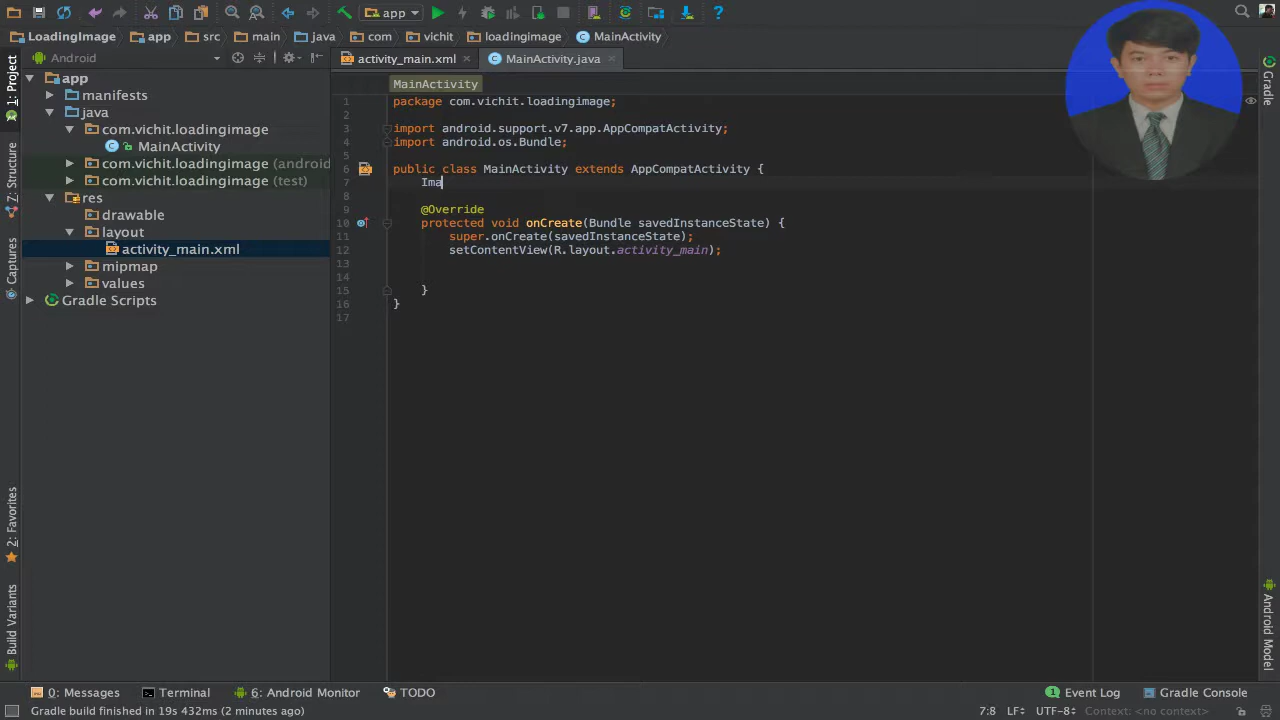 app
LoadingImage app src main java com vichit loadingimage MainActivity
1: Project
Z: Structure
Captures
2: Favorites
Build Variants
Android
app
manifests
java
com.vichit.loadingimage
MainActivity
com.vichit.loadingimage (android
com.vichit.loadingimage (test)
res
drawable
layout
activity_main.xml
mipmap
values
Gradle Scripts
activity_main.xml MainActivity.java
MainActivity
1 package com.vichit.loadingimage;
2
3 import android.support.v7.app.AppCompatActivity;
4 import android.os.Bundle;
5
6 public class MainActivity extends AppCompatActivity {
7 Ima
8
9 @Override
10 protected void onCreate(Bundle savedInstanceState) {
11 super.onCreate(savedInstanceState);
12 setContentView(R.layout.activity_main);
13
14
15 }
16 }
17
Gradle
Android Model
0: Messages Terminal 6: Android Monitor TODO 1 Event Log Gradle Console
Gradle build finished in 19s 432ms (2 minutes ago) 7:8 LF UTF-8 Context: <no context>